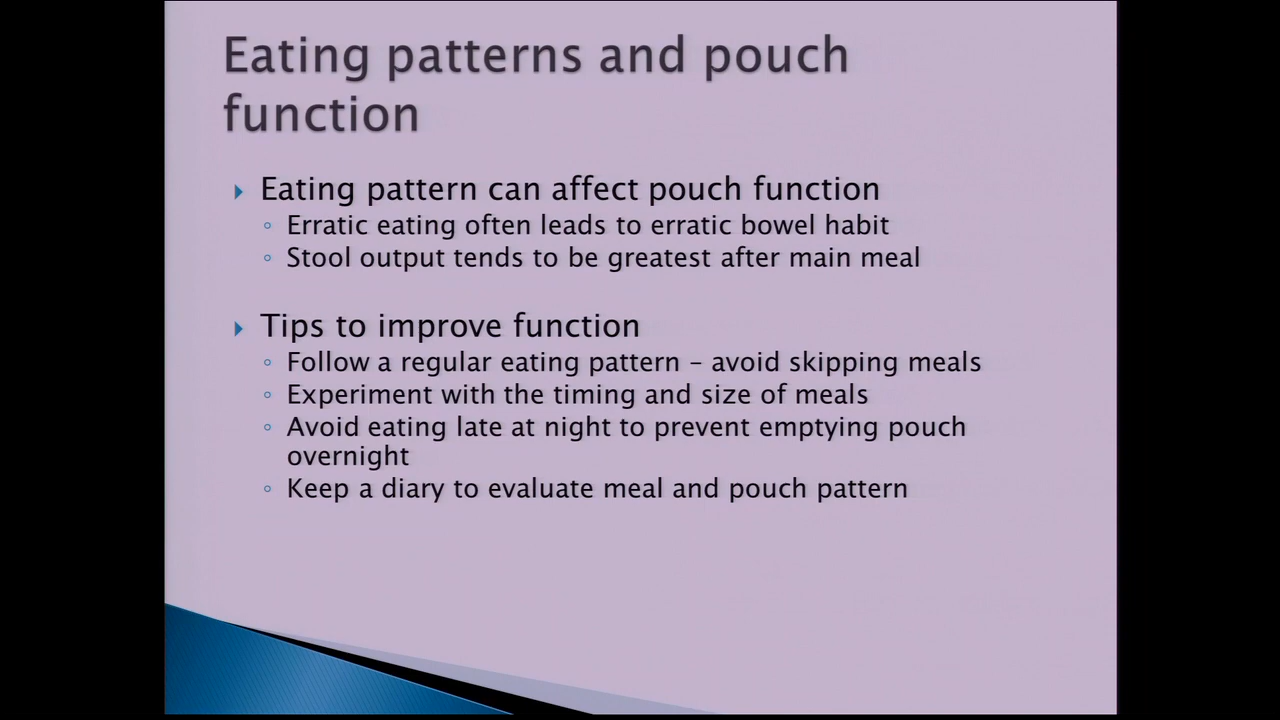 Eating patterns and pouch
function
Eating pattern can affect pouch function
Erratic eating often leads to erratic bowel habit
Stool output tends to be greatest after main meal
Tips to improve function
Follow a regular eating pattern – avoid skipping meals
Experiment with the timing and size of meals
Avoid eating late at night to prevent emptying pouch
overnight
Keep a diary to evaluate meal and pouch pattern